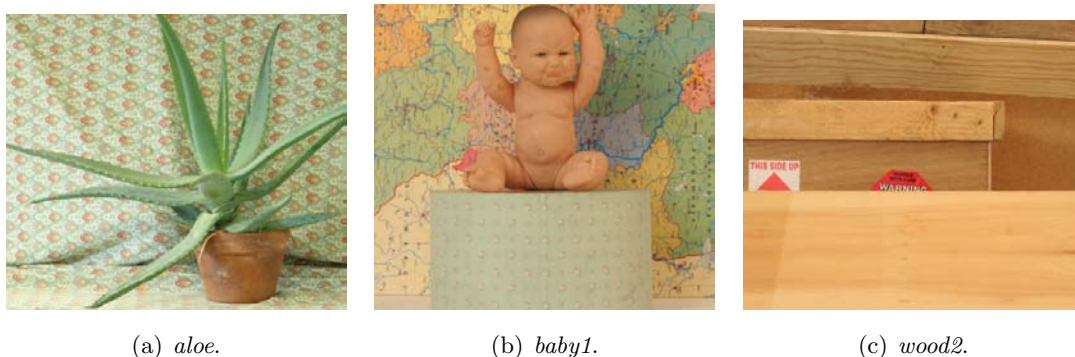 THIS SIDE UP
WARNING
(a) aloe.
(b) baby1.
(c) wood2.